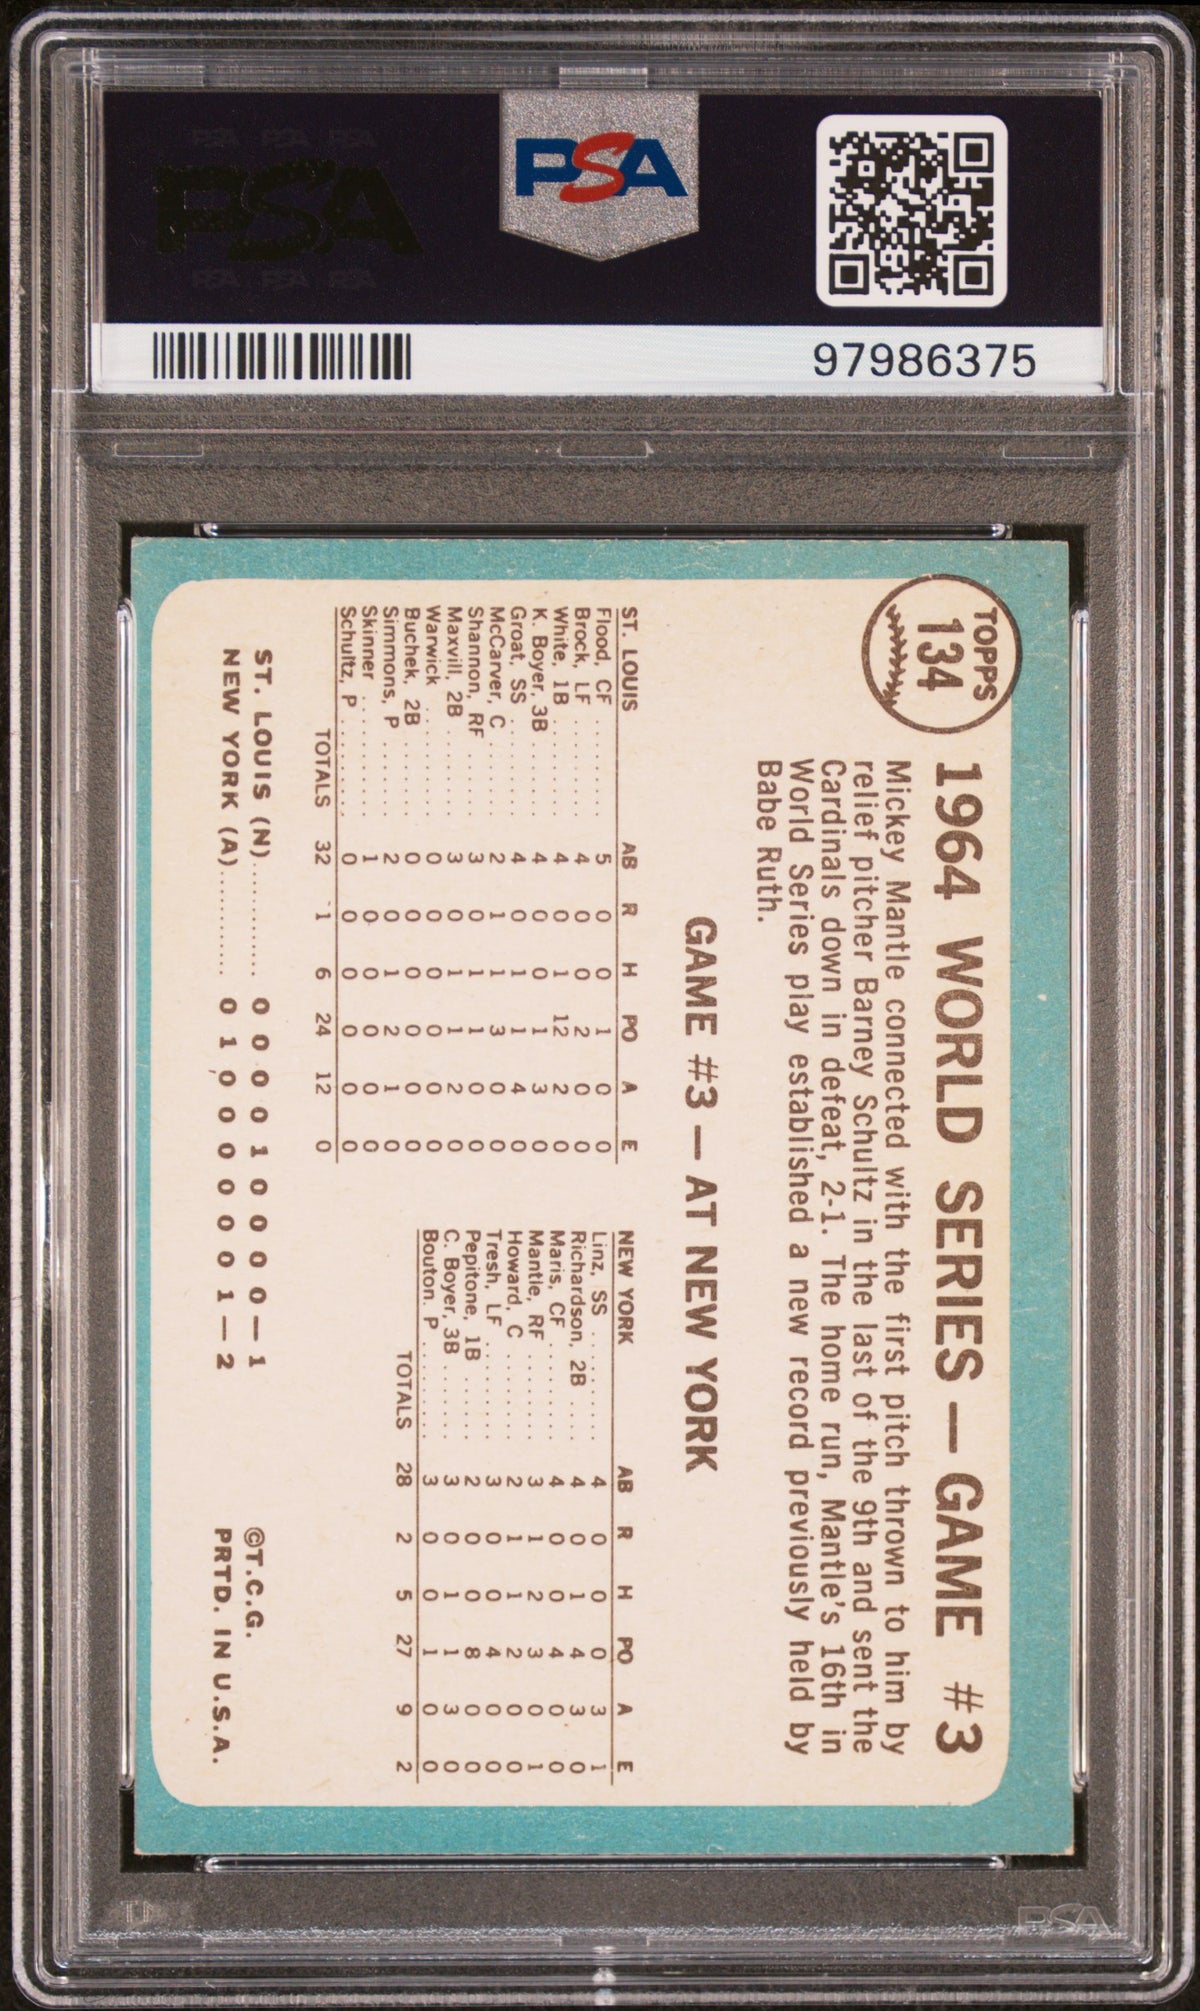 PSA PSA PSA
PSA
PSA PSA PSA
PSA
97986375
TOPPS
134
1964 WORLD SERIES — GAME #3
Mickey Mantle connected with the first pitch thrown to him by
relief pitcher Barney Schultz in the last of the 9th and sent the
Cardinals down in defeat, 2-1. The home run, Mantle's 16th in
World Series play established a new record previously held by
Babe Ruth.
GAME #3 — AT NEW YORK
ST. LOUIS AB R H PO A E
Flood, CF ........ 5 0 0 1 0 0
Brock, LF ........ 4 0 0 2 0 0
White, 1B ........ 4 0 1 12 2 0
K. Boyer, 3B ........ 4 0 0 1 3 0
Groat, SS ........ 4 0 1 1 4 0
McCarver, C ........ 2 1 1 3 0 0
Shannon, RF ........ 3 0 1 1 0 0
Maxvill, 2B ........ 3 0 1 1 2 0
Warwick ........ 0 0 0 0 0 0
Buchek, 2B ........ 0 0 0 0 0 0
Simmons, P ........ 2 0 1 2 1 0
Skinner ........ 1 0 0 0 0 0
Schultz, P ........ 0 0 0 0 0 0
TOTALS 32 1 6 24 12 0
NEW YORK AB R H PO A E
Linz, SS ........ 4 0 0 0 3 1
Richardson, 2B .... 4 0 1 4 3 0
Maris, CF ........ 4 0 0 4 0 0
Mantle, RF ........ 3 1 2 3 0 1
Howard, C ........ 2 1 1 2 0 0
Tresh, LF ........ 3 0 0 4 0 0
Pepitone, 1B ...... 2 0 0 8 0 0
C. Boyer, 3B ...... 3 0 1 1 3 0
Bouton. P ........ 3 0 0 1 0 0
TOTALS 28 2 5 27 9 2
ST. LOUIS (N)............ 0 0 0 0 1 0 0 0 0 — 1
NEW YORK (A)............ 0 1 0 0 0 0 0 0 1 — 2
©T.C.G.
PRTD. IN U.S.A.
PSA